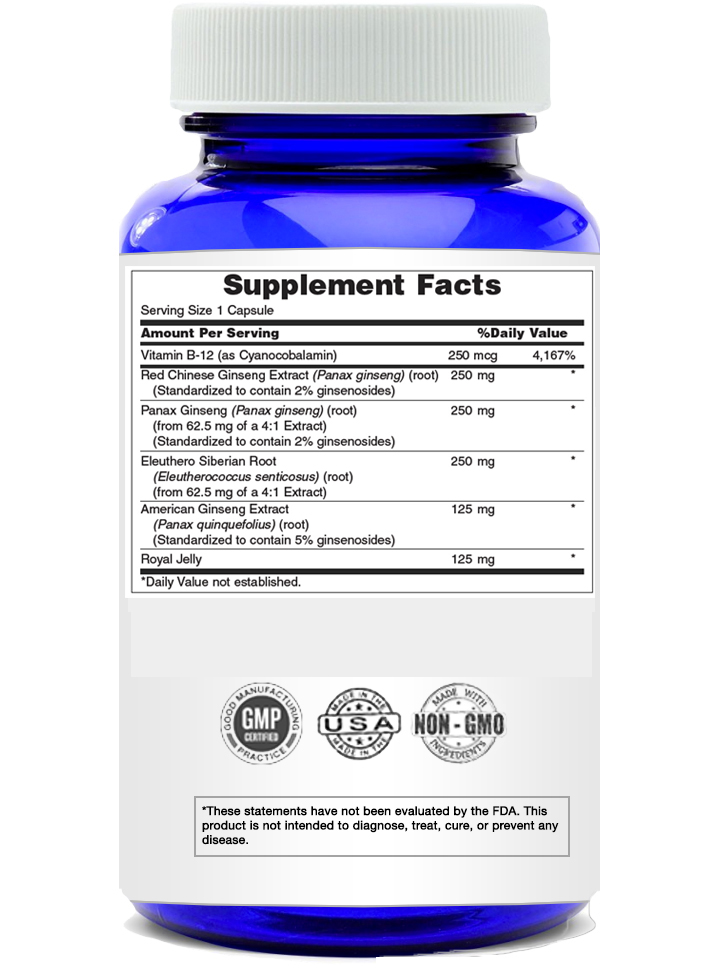 Supplement Facts
Serving Size 1 Capsule
Amount Per Serving %Daily Value
Vitamin B-12 (as Cyanocobalamin) 250 mcg 4,167%
Red Chinese Ginseng Extract (Panax ginseng) (root) 250 mg *
(Standardized to contain 2% ginsenosides)
Panax Ginseng (Panax ginseng) (root) 250 mg *
(from 62.5 mg of a 4:1 Extract)
(Standardized to contain 2% ginsenosides)
Eleuthero Siberian Root 250 mg *
(Eleutherococcus senticosus) (root)
(from 62.5 mg of a 4:1 Extract)
American Ginseng Extract 125 mg *
(Panax quinquefolius) (root)
(Standardized to contain 5% ginsenosides)
Royal Jelly 125 mg *
*Daily Value not established.
GOOD MANUFACTURING
GMP
CERTIFIED
PRACTICE
MADE IN THE
USA
MADE IN THE
MADE WITH
NON-GMO
INGREDIENTS
*These statements have not been evaluated by the FDA. This
product is not intended to diagnose, treat, cure, or prevent any
disease.